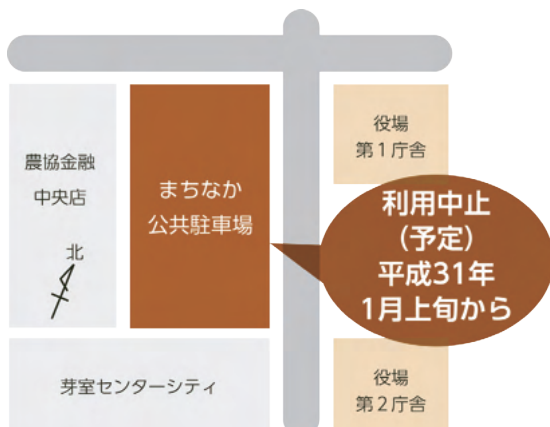 農協金融
中央店
北
まちなか
公共駐車場
役場
第1庁舎
利用中止
(予定)
平成31年
1月上旬から
芽室センターシティ
役場
第2庁舎